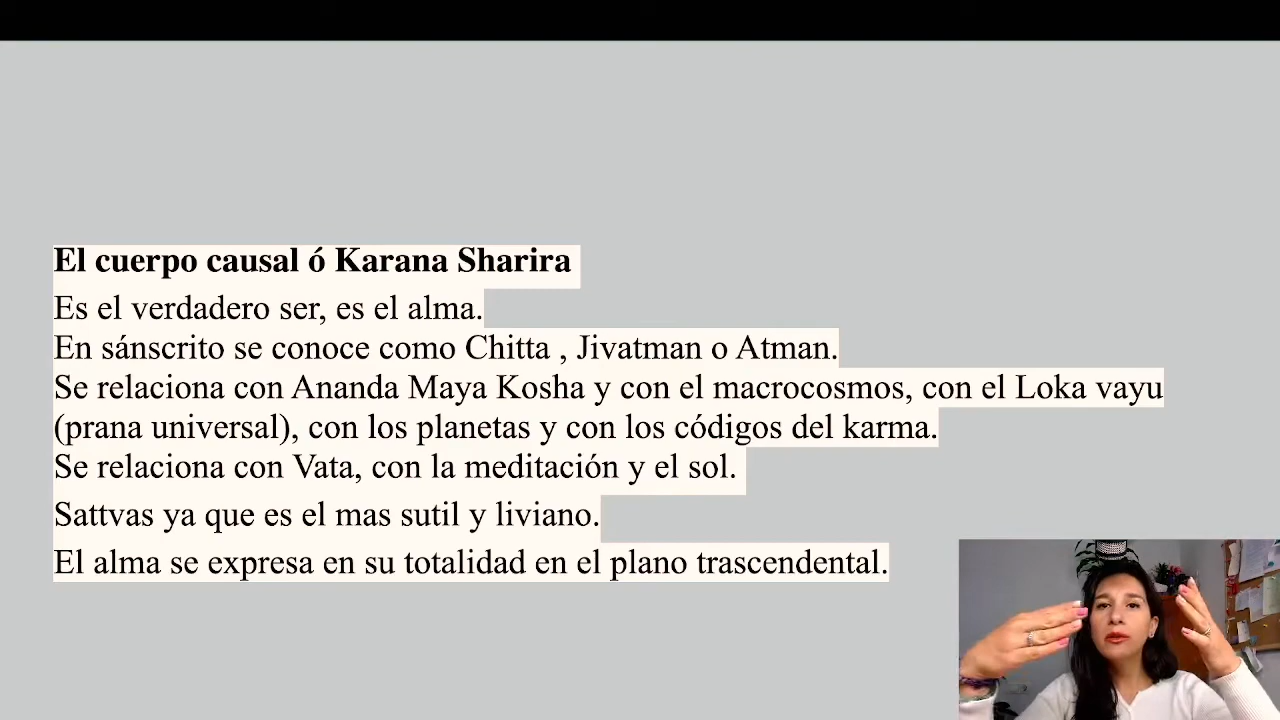 El cuerpo causal ó Karana Sharira
Es el verdadero ser, es el alma.
En sánscrito se conoce como Chitta , Jivatman o Atman.
Se relaciona con Ananda Maya Kosha y con el macrocosmos, con el Loka vayu
(prana universal), con los planetas y con los códigos del karma.
Se relaciona con Vata, con la meditación y el sol.
Sattvas ya que es el mas sutil y liviano.
El alma se expresa en su totalidad en el plano trascendental.